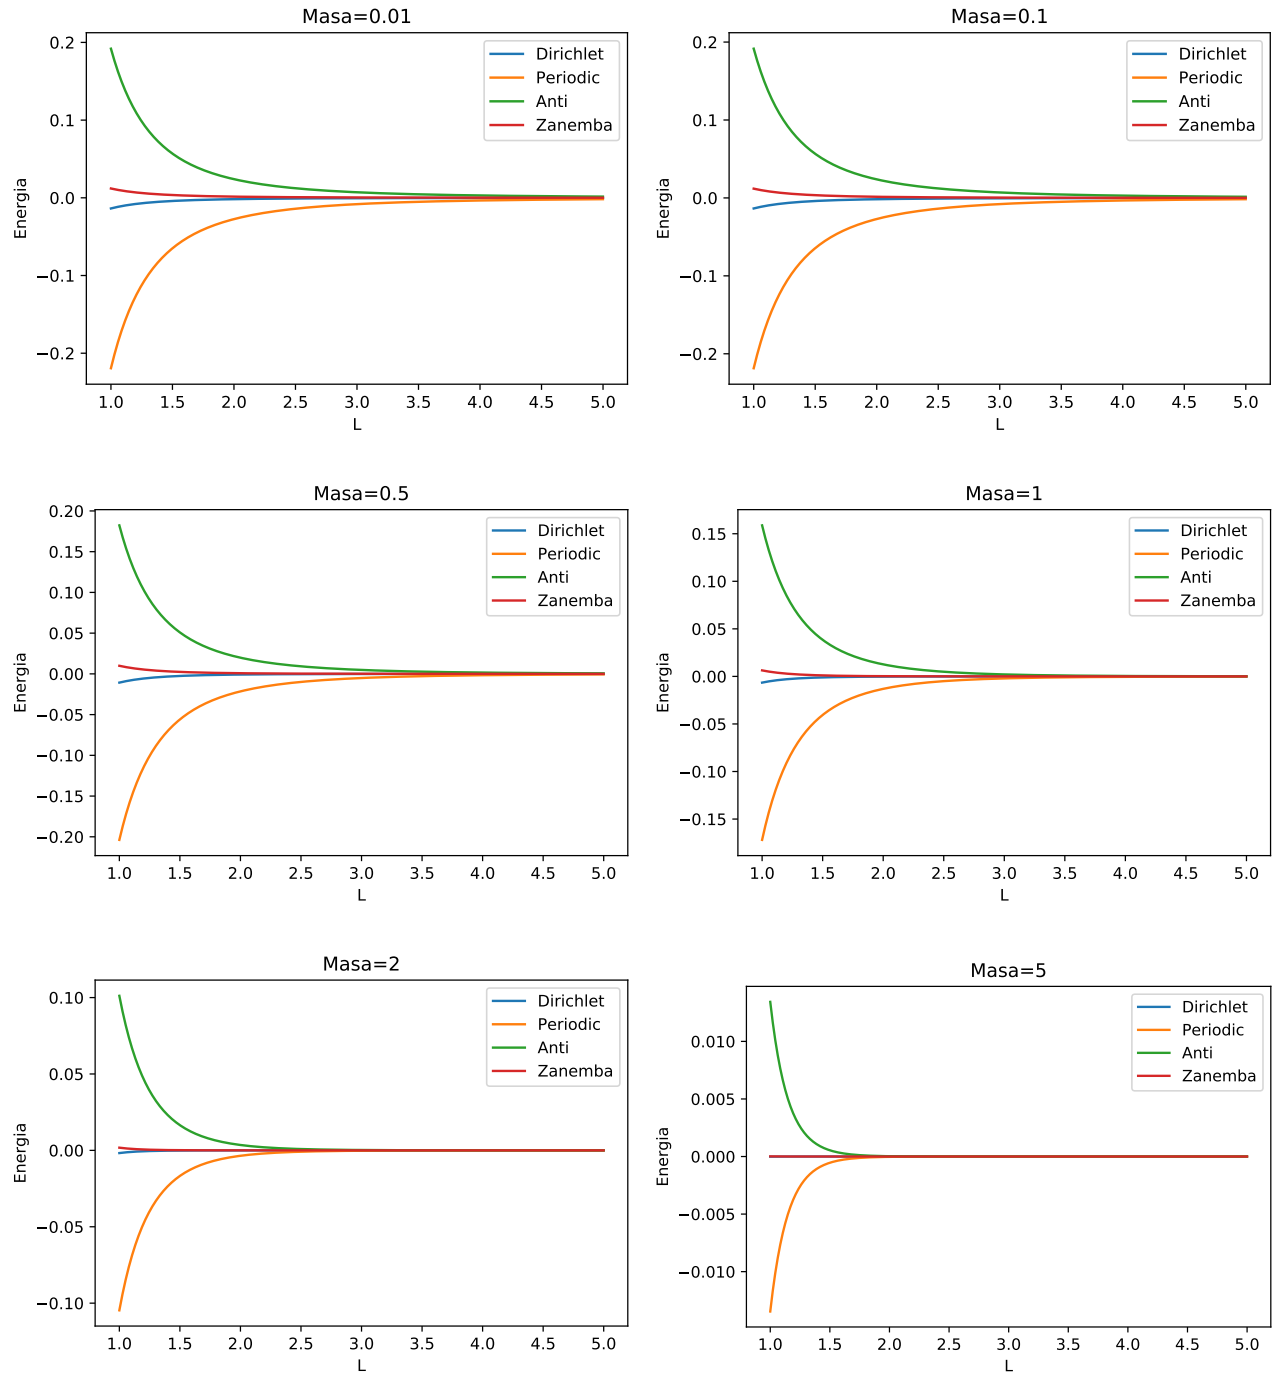 Masa=0.01
0.2
0.1
0.0
−0.1
−0.2
Energia
1.0 1.5 2.0 2.5 3.0 3.5 4.0 4.5 5.0
L
Dirichlet
Periodic
Anti
Zanemba
Masa=0.1
0.2
0.1
0.0
−0.1
−0.2
Energia
1.0 1.5 2.0 2.5 3.0 3.5 4.0 4.5 5.0
L
Dirichlet
Periodic
Anti
Zanemba
Masa=0.5
0.20
0.15
0.10
0.05
0.00
−0.05
−0.10
−0.15
−0.20
Energia
1.0 1.5 2.0 2.5 3.0 3.5 4.0 4.5 5.0
L
Dirichlet
Periodic
Anti
Zanemba
Masa=1
0.15
0.10
0.05
0.00
−0.05
−0.10
−0.15
Energia
1.0 1.5 2.0 2.5 3.0 3.5 4.0 4.5 5.0
L
Dirichlet
Periodic
Anti
Zanemba
Masa=2
0.10
0.05
0.00
−0.05
−0.10
Energia
1.0 1.5 2.0 2.5 3.0 3.5 4.0 4.5 5.0
L
Dirichlet
Periodic
Anti
Zanemba
Masa=5
0.010
0.005
0.000
−0.005
−0.010
Energia
1.0 1.5 2.0 2.5 3.0 3.5 4.0 4.5 5.0
L
Dirichlet
Periodic
Anti
Zanemba